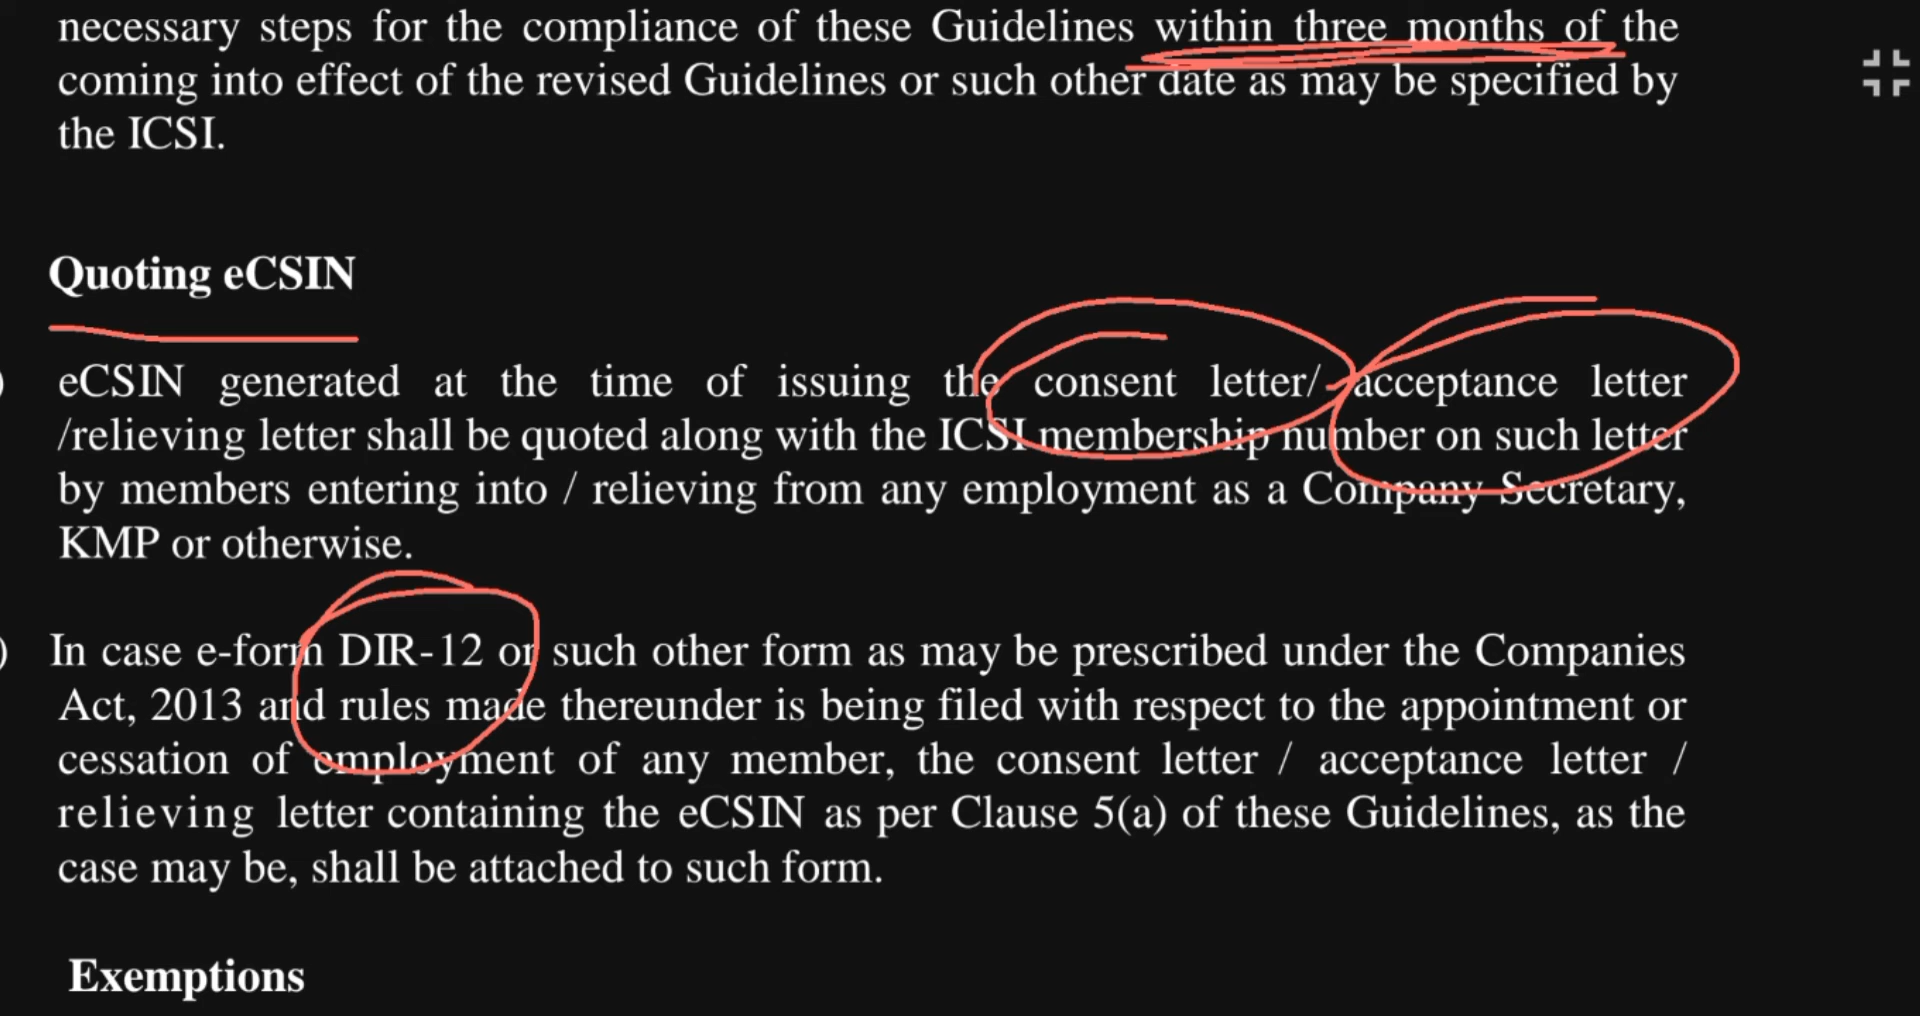 necessary steps for the compliance of these Guidelines within three months of the
coming into effect of the revised Guidelines or such other date as may be specified by
the ICSI.
Quoting eCSIN
) eCSIN generated at the time of issuing the consent letter/ acceptance letter
/relieving letter shall be quoted along with the ICSI membership number on such letter
by members entering into / relieving from any employment as a Company Secretary,
KMP or otherwise.
) In case e-form DIR-12 or such other form as may be prescribed under the Companies
Act, 2013 and rules made thereunder is being filed with respect to the appointment or
cessation of employment of any member, the consent letter / acceptance letter /
relieving letter containing the eCSIN as per Clause 5(a) of these Guidelines, as the
case may be, shall be attached to such form.
Exemptions